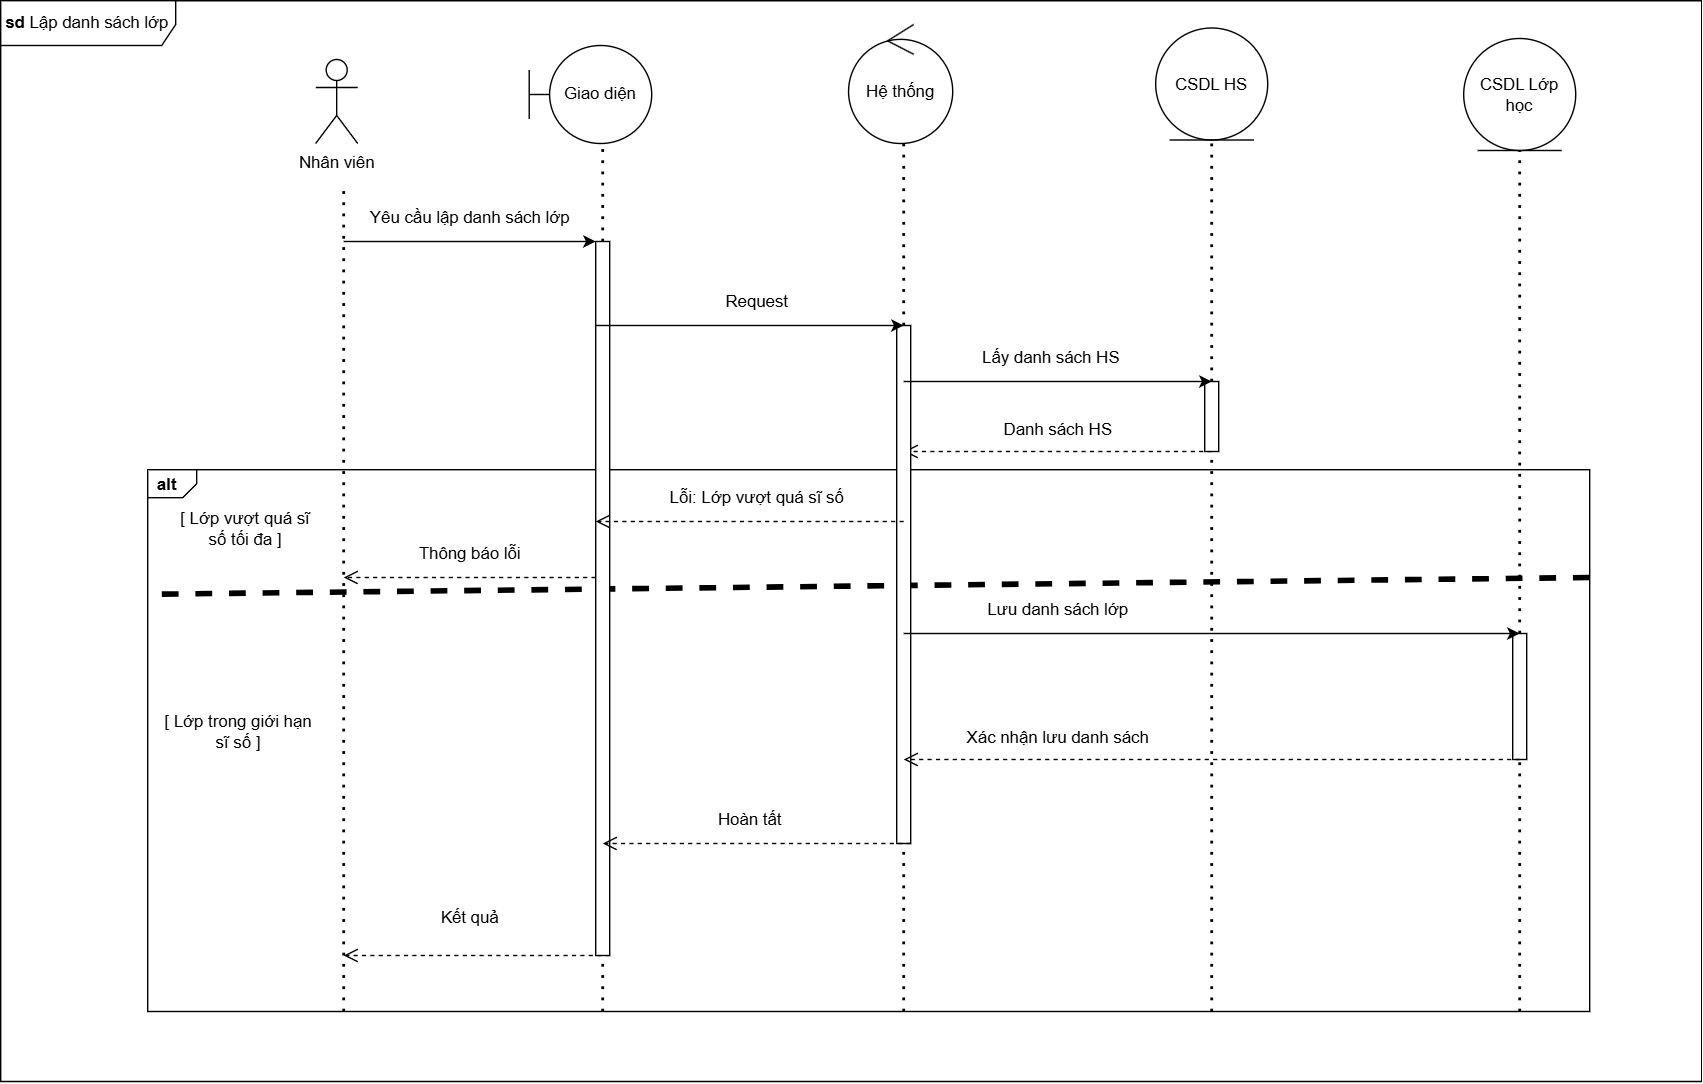 sd Lập danh sách lớp
Nhân viên
Giao diện
Hệ thống
CSDL HS
CSDL Lớp
học
Yêu cầu lập danh sách lớp
Request
Lấy danh sách HS
Danh sách HS
alt
[ Lớp vượt quá sĩ
số tối đa ]
Lỗi: Lớp vượt quá sĩ số
Thông báo lỗi
Lưu danh sách lớp
[ Lớp trong giới hạn
sĩ số ]
Xác nhận lưu danh sách
Hoàn tất
Kết quả